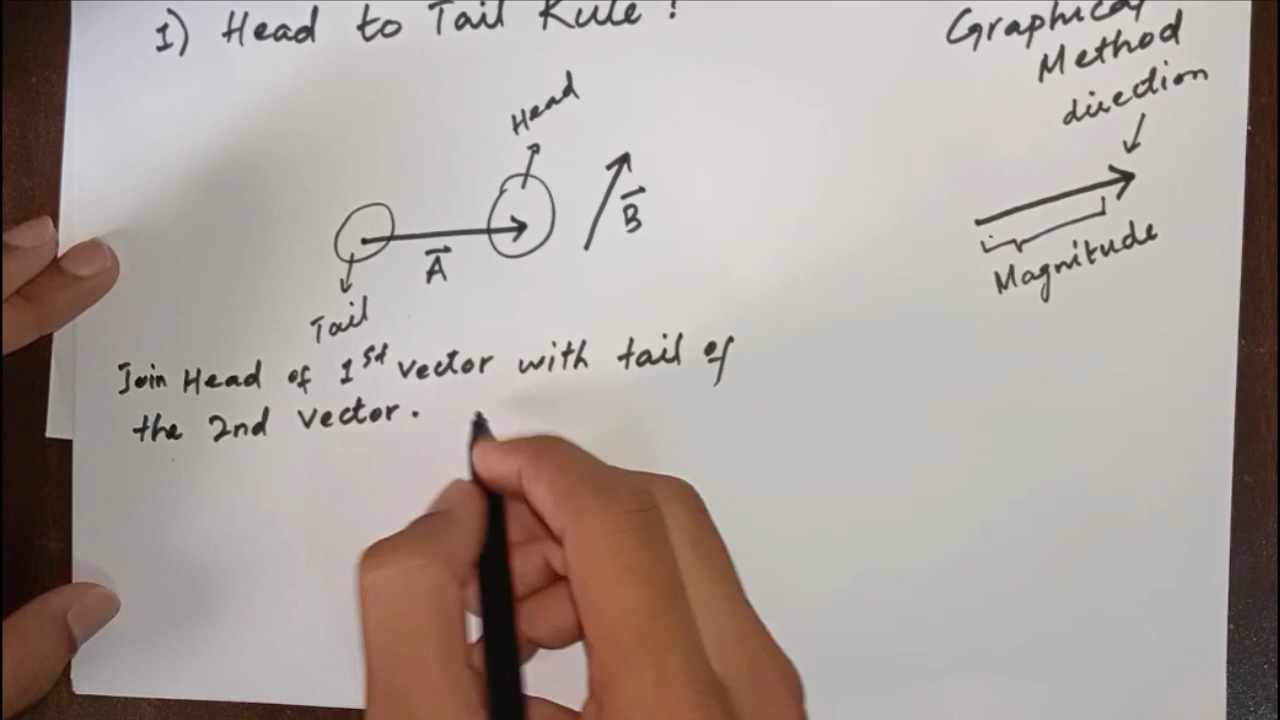 1) Head to Tail Rule :
Graphical
Method
direction
Head
B
A
Tail
Magnitude
Join Head of 1st vector with tail of
the 2nd vector.